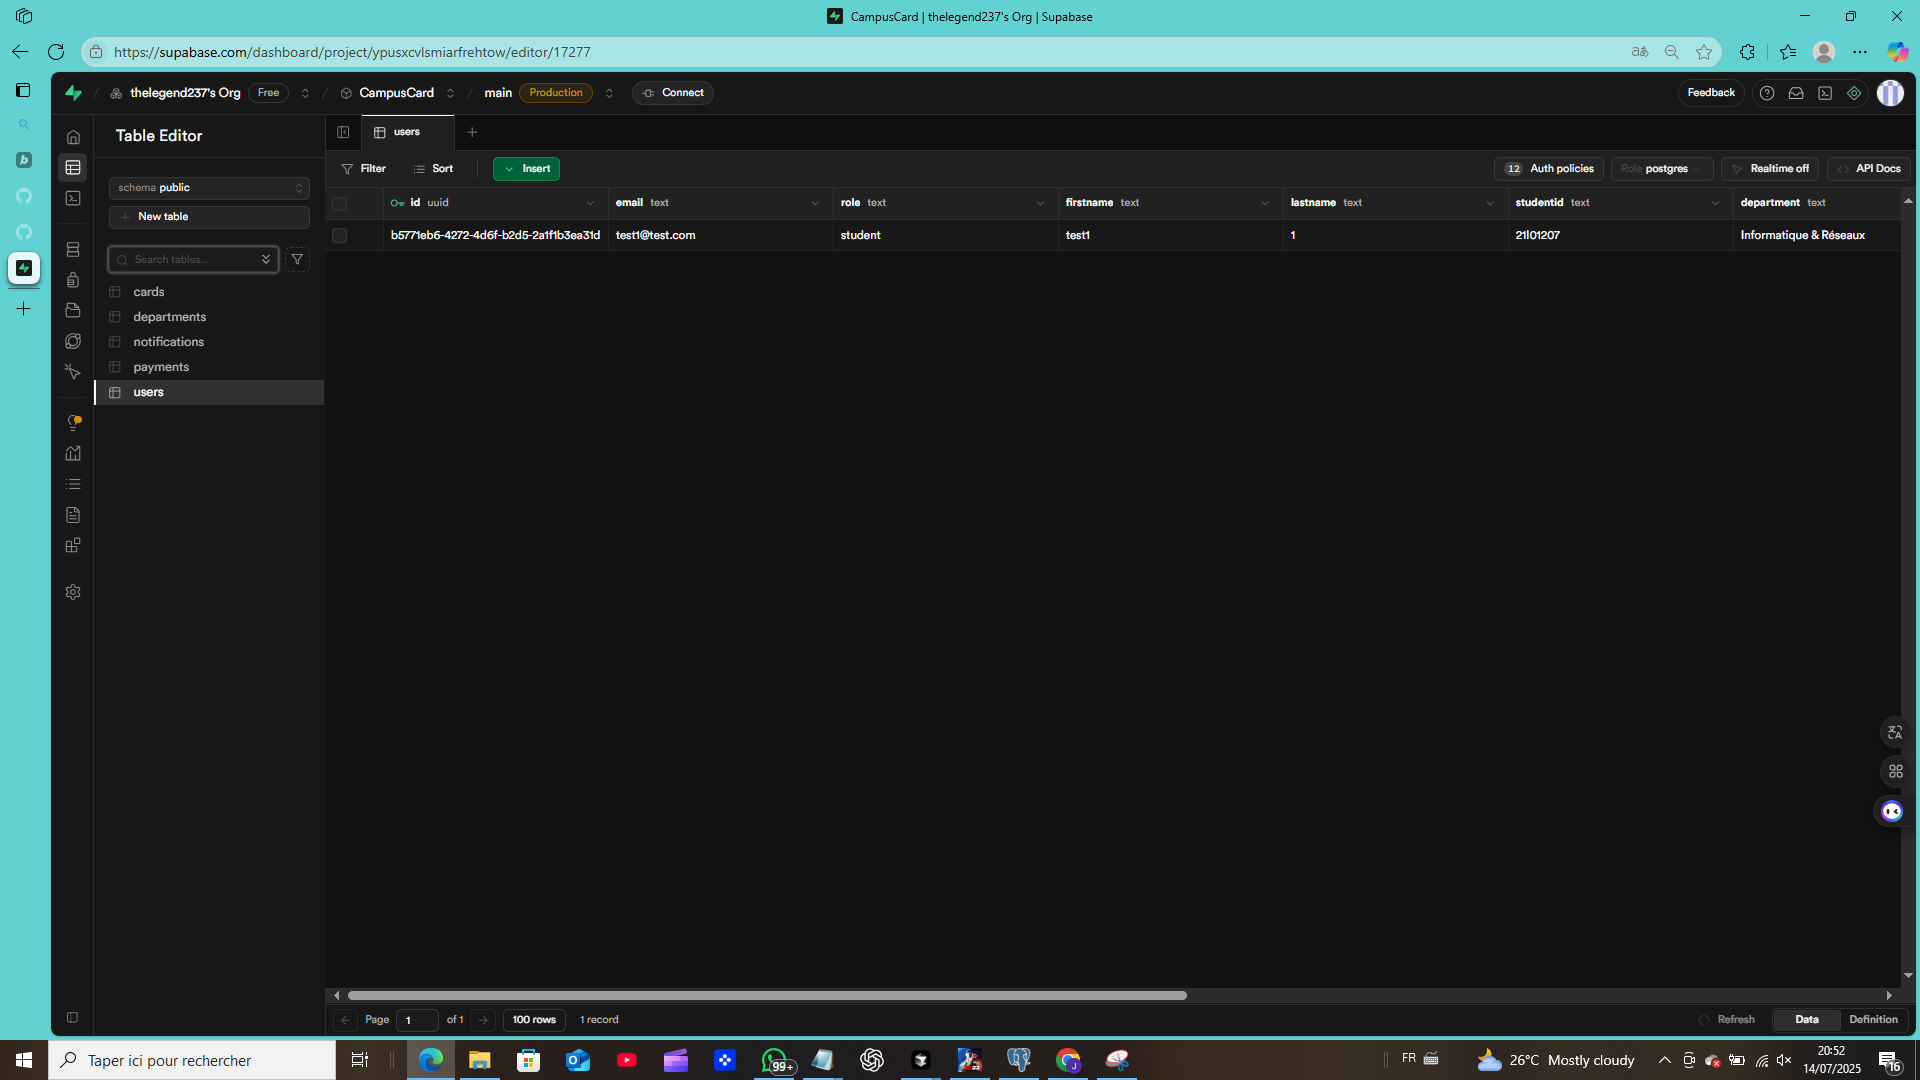 CampusCard | thelegend237's Org | Supabase
https://supabase.com/dashboard/project/ypusxcvlsmiarfrehtow/editor/17277
thelegend237's Org Free / CampusCard / main Production Connect
Feedback
Table Editor
users
Filter Sort Insert
12 Auth policies Role postgres Realtime off API Docs
schema public
New table
Search tables...
cards
departments
notifications
payments
users
id uuid email text role text firstname text lastname text studentid text department text
b5771eb6-4272-4d6f-b2d5-2a1f1b3ea31d test1@test.com student test1 1 21I01207 Informatique & Réseaux
Page 1 of 1 100 rows 1 record
Refresh Data Definition
Taper ici pour rechercher
99+
23
FR
26°C Mostly cloudy
20:52
14/07/2025
16